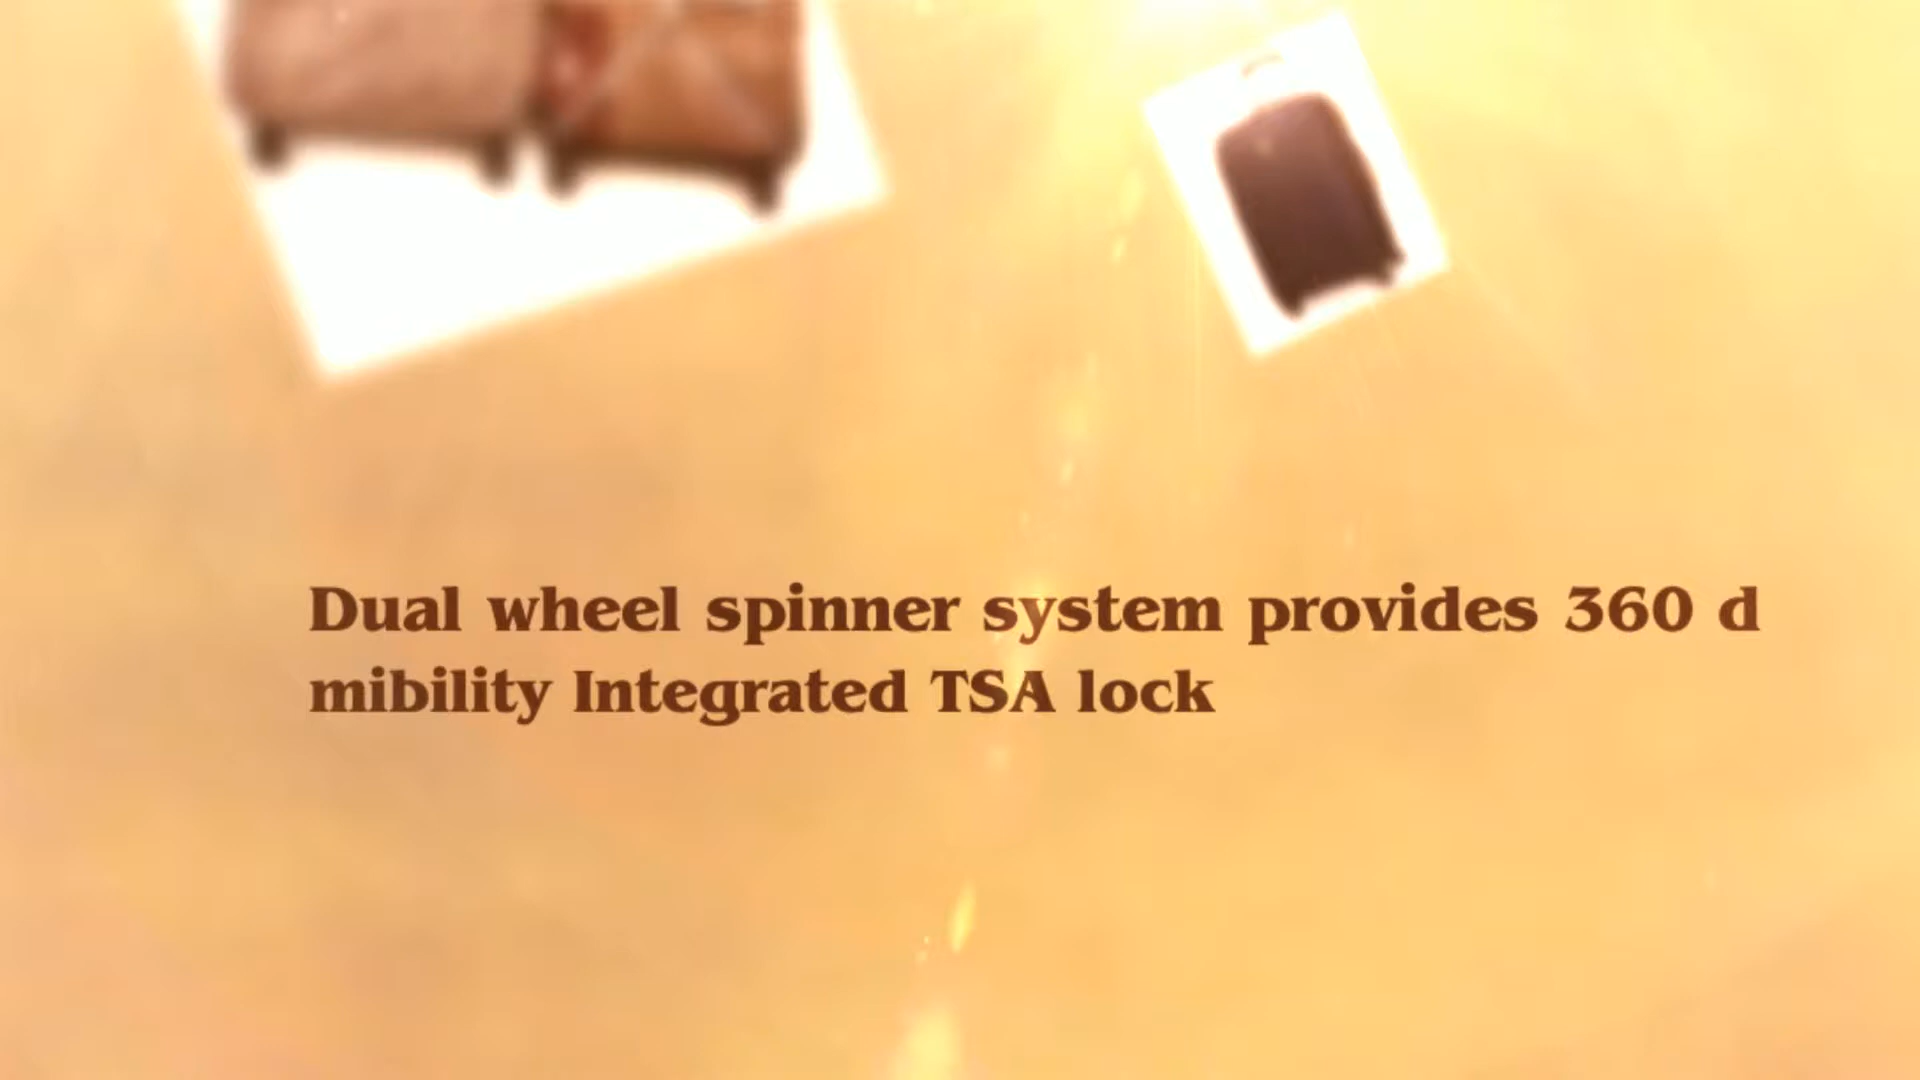 Dual wheel spinner system provides 360 d
mibility Integrated TSA lock